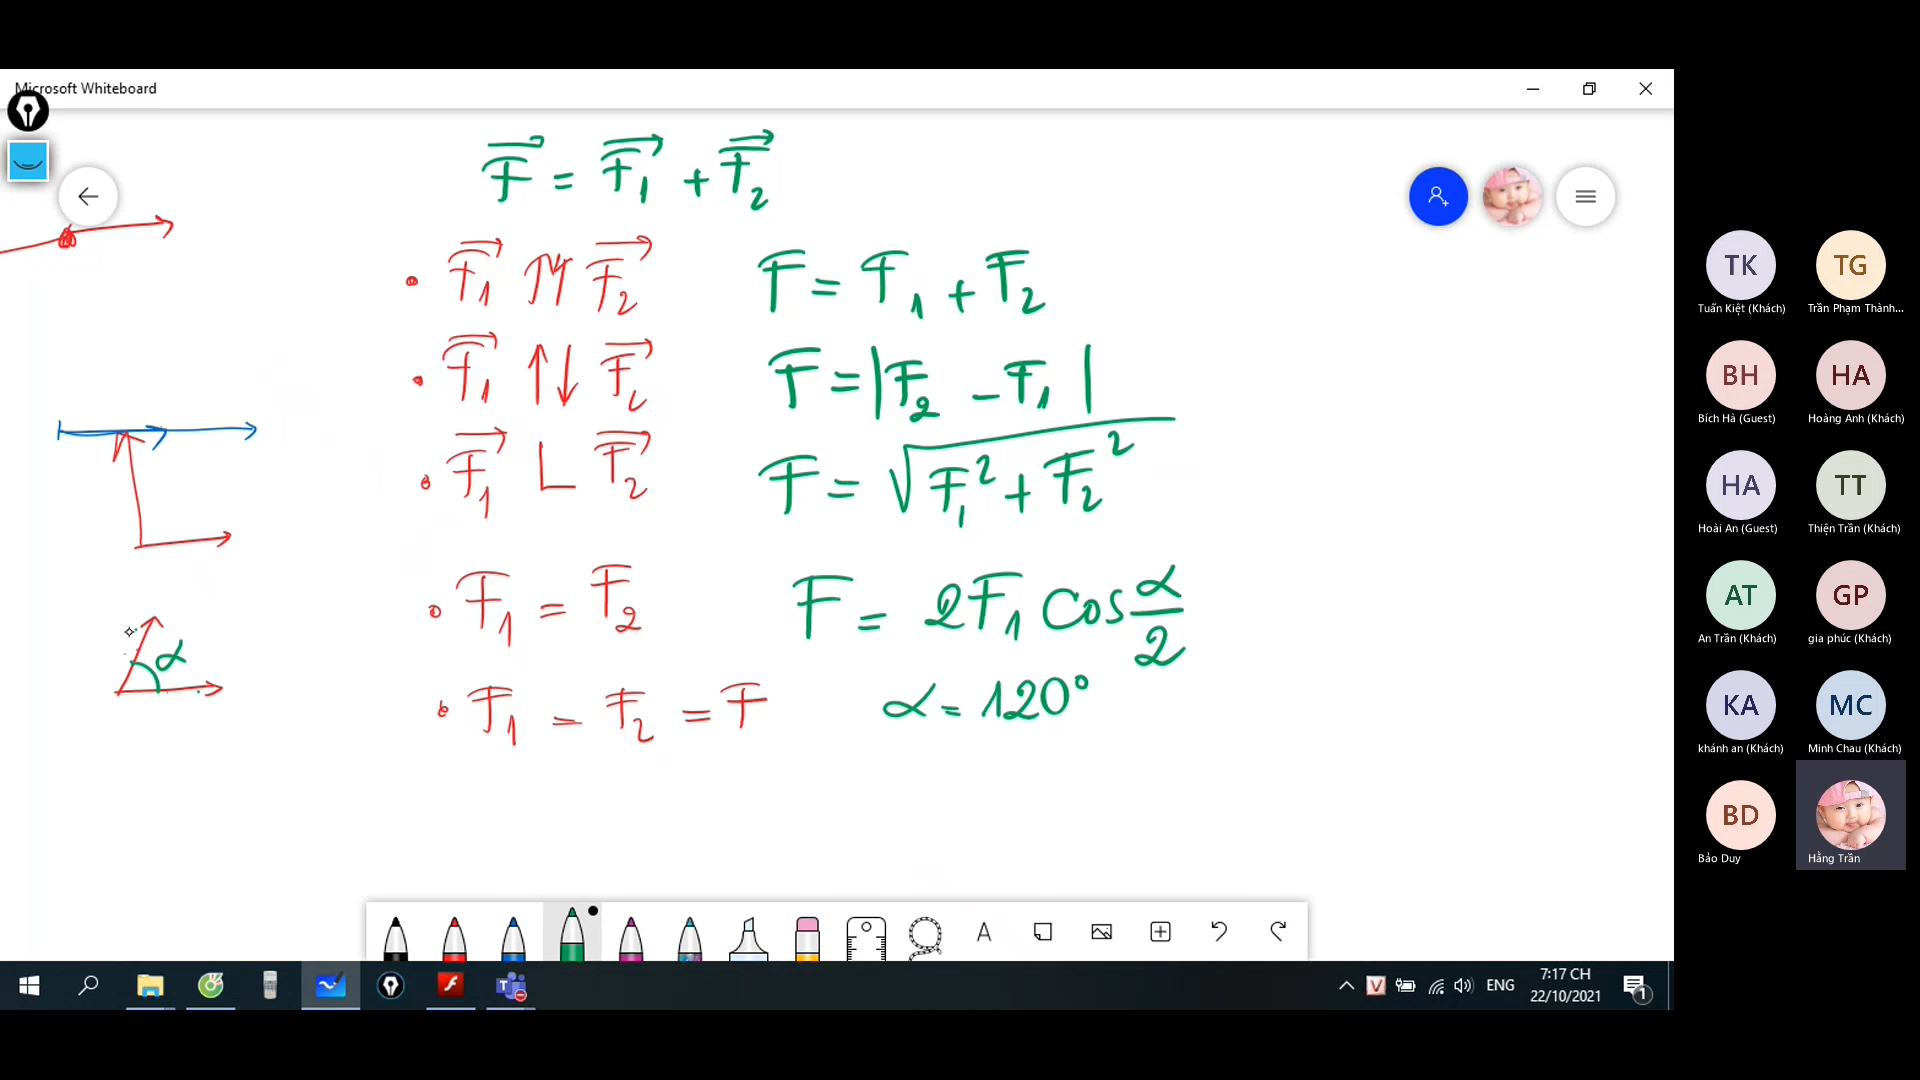 Microsoft Whiteboard
F⃗ = F⃗₁ + F⃗₂
• F⃗₁ ↑↑ F⃗₂ F = F₁ + F₂
• F⃗₁ ↑↓ F⃗₂ F = |F₂ - F₁|
• F⃗₁ ∟ F⃗₂ F = √(F₁² + F₂²)
• F₁ = F₂ F = 2F₁ Cos α/2
α
• F₁ = F₂ = F α = 120°
TK TG
Tuấn Kiệt (Khách) Trần Phạm Thành...
BH HA
Bích Hà (Guest) Hoàng Anh (Khách)
HA TT
Hoài An (Guest) Thiện Trần (Khách)
AT GP
An Trần (Khách) gia phúc (Khách)
KA MC
khánh an (Khách) Minh Chau (Khách)
BD
Bảo Duy Hằng Trần
A
V ENG 7:17 CH
22/10/2021 1